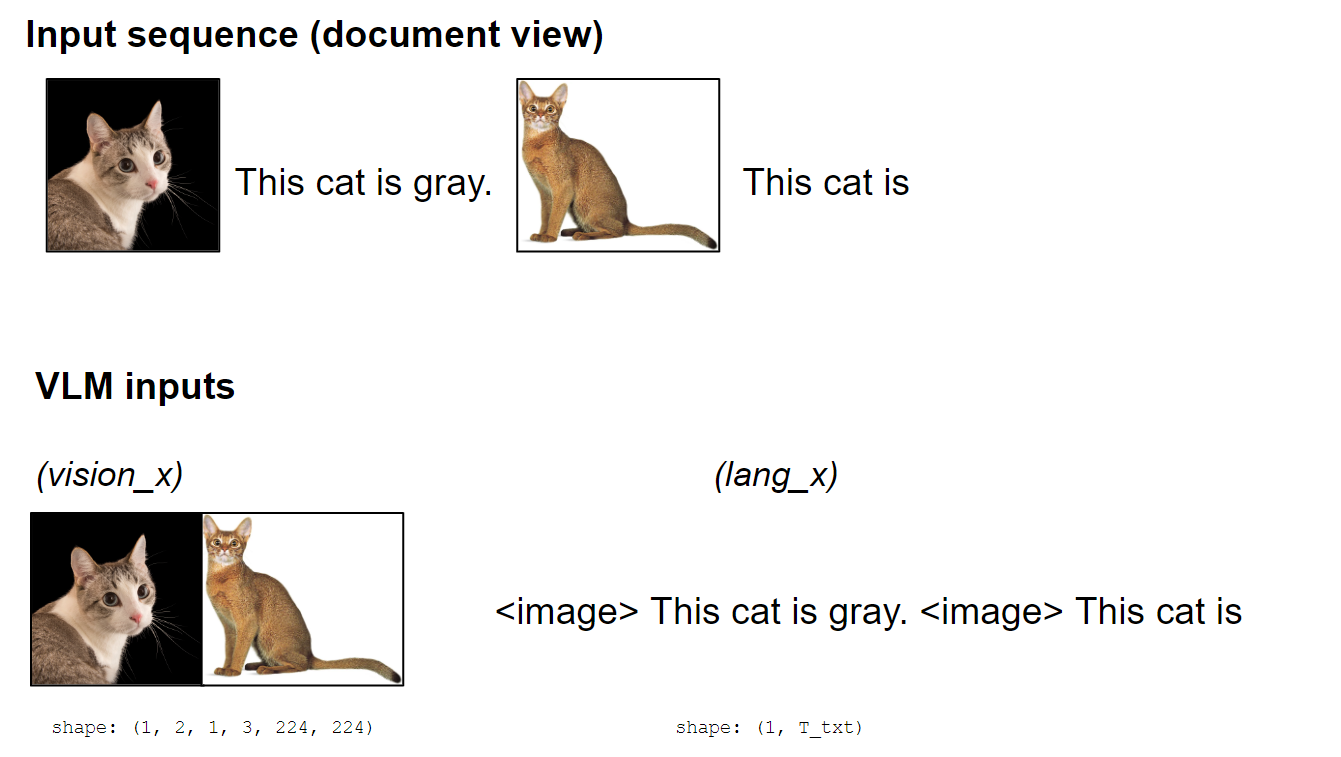 Input sequence (document view)
This cat is gray.
This cat is
VLM inputs
(vision_x)
(lang_x)
<image> This cat is gray. <image> This cat is
shape: (1, 2, 1, 3, 224, 224)
shape: (1, T_txt)